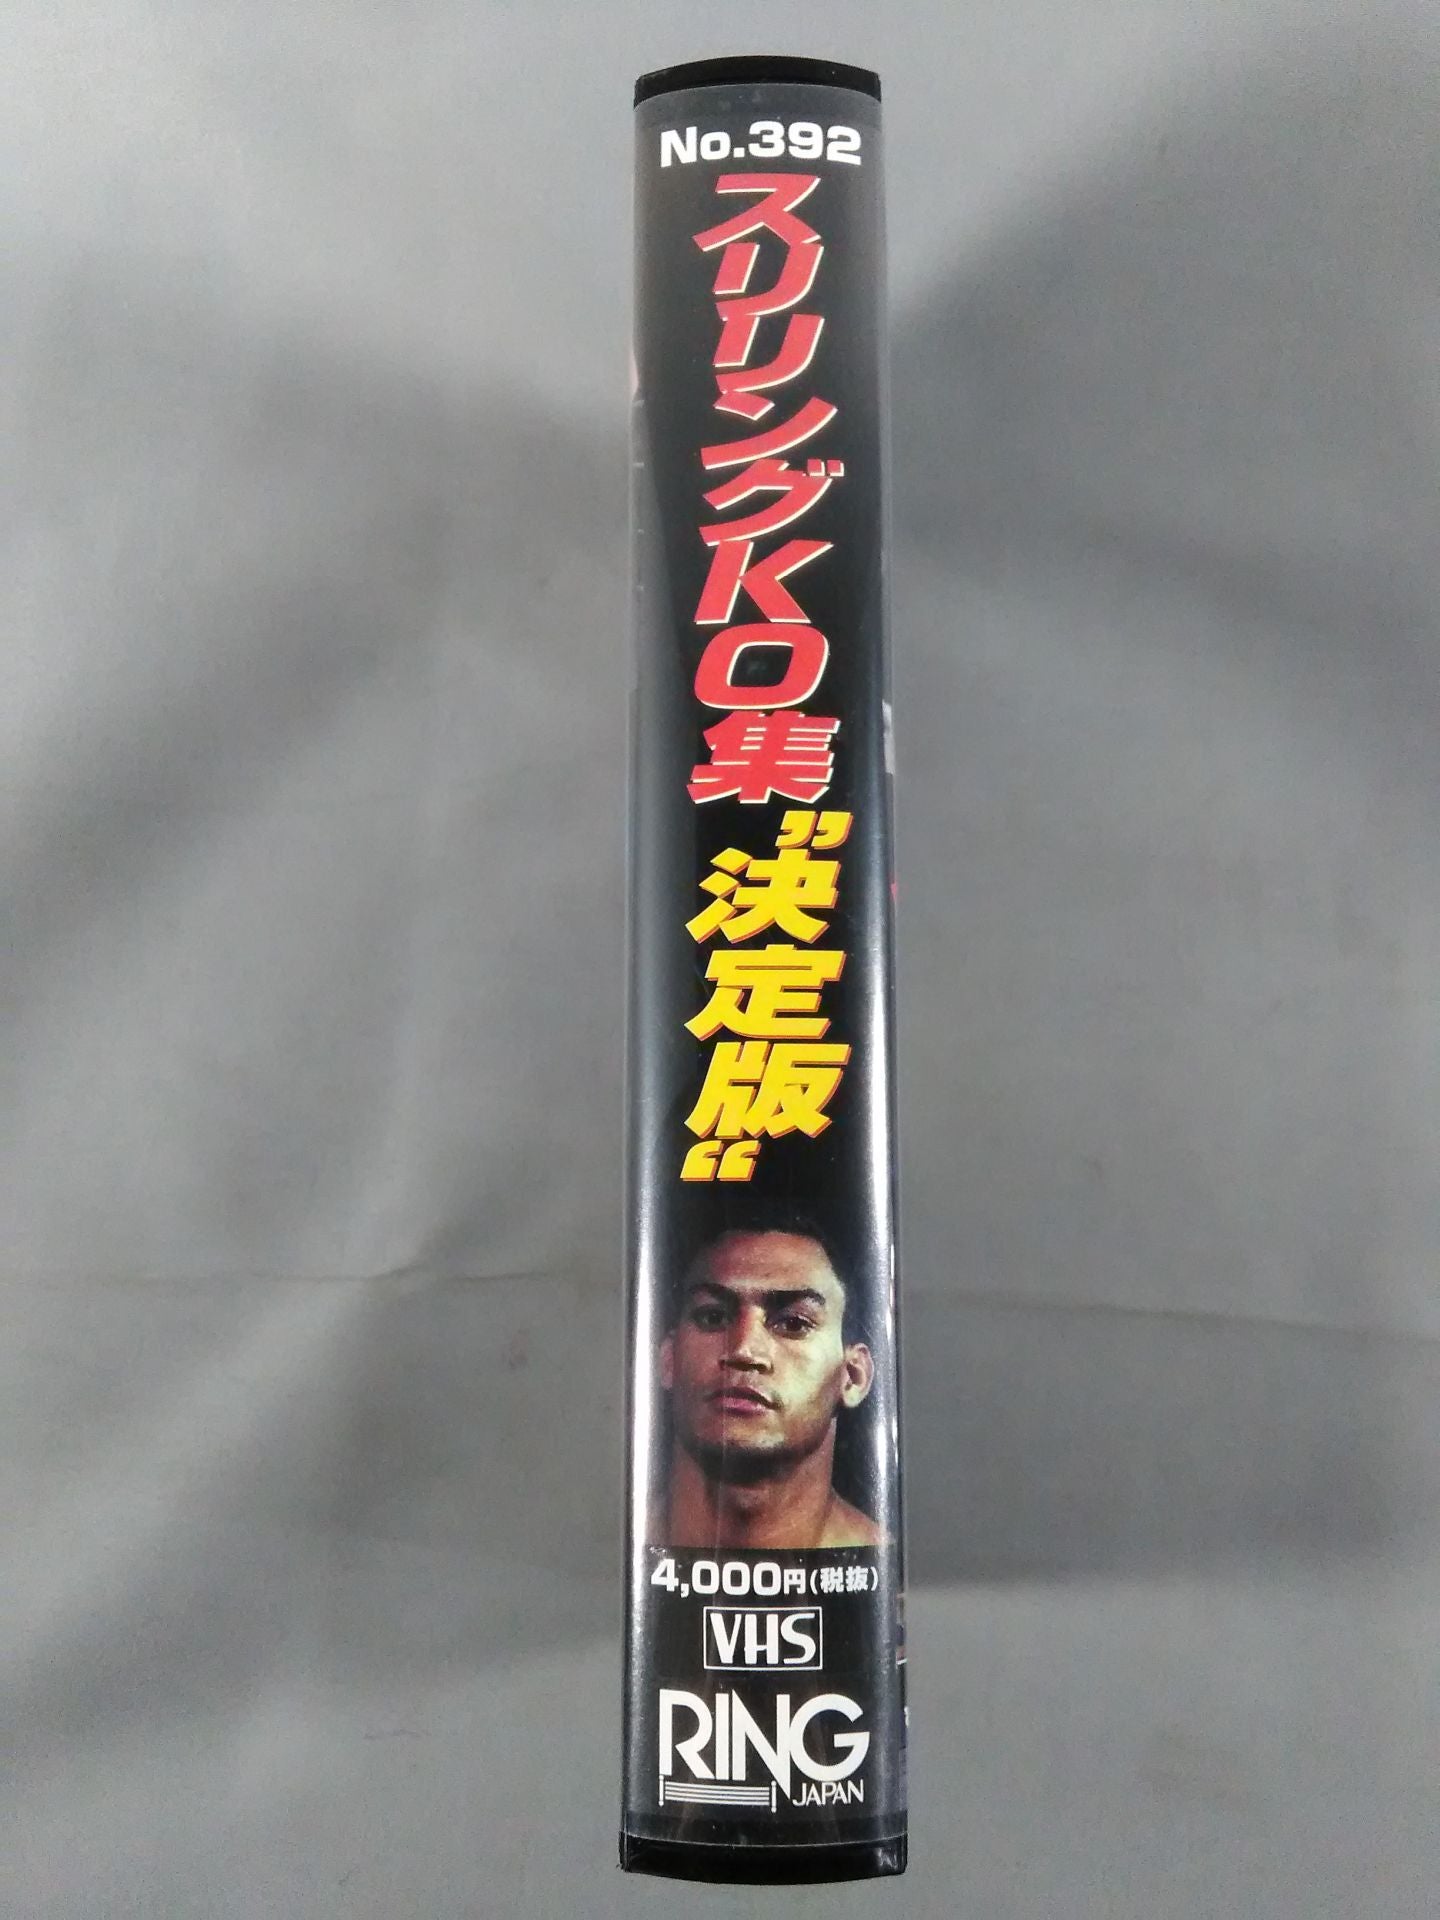 No.392
スリリングKO集
"決定版"
4,000円(税抜)
VHS
RING
JAPAN